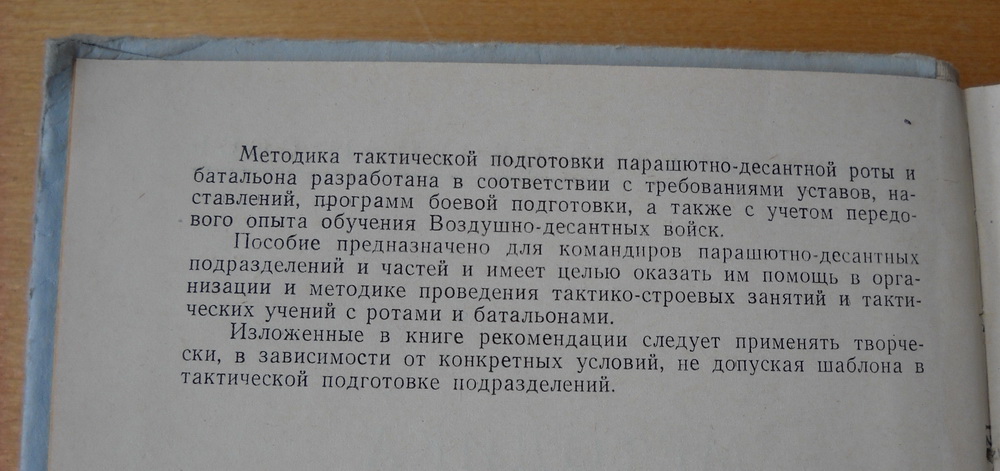 Методика тактической подготовки парашютно-десантной роты и
батальона разработана в соответствии с требованиями уставов, на-
ставлений, программ боевой подготовки, а также с учетом передо-
вого опыта обучения Воздушно-десантных войск.
Пособие предназначено для командиров парашютно-десантных
подразделений и частей и имеет целью оказать им помощь в орга-
низации и методике проведения тактико-строевых занятий и такти-
ческих учений с ротами и батальонами.
Изложенные в книге рекомендации следует применять творче-
ски, в зависимости от конкретных условий, не допуская шаблона в
тактической подготовке подразделений.